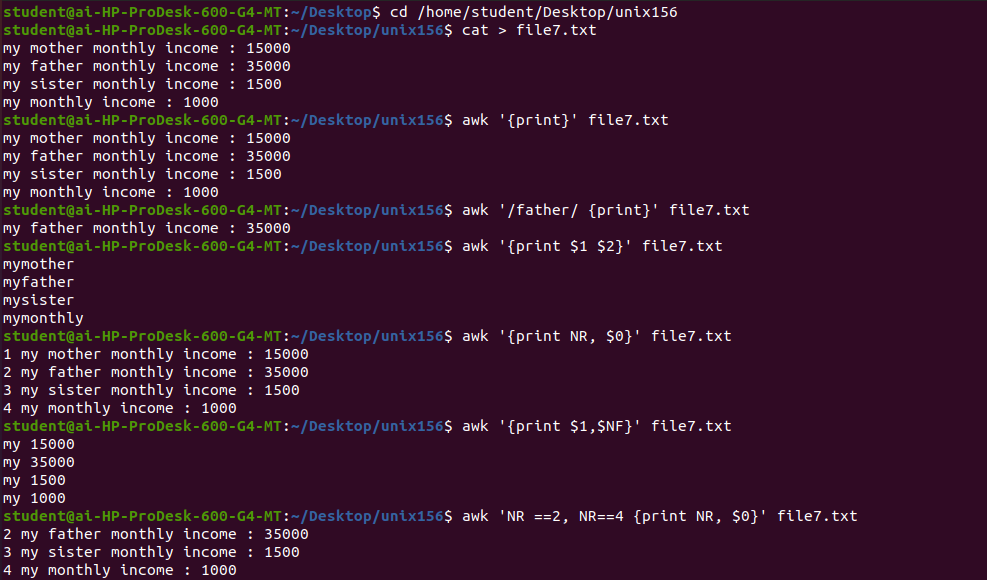 student@ai-HP-ProDesk-600-G4-MT:~/Desktop$ cd /home/student/Desktop/unix156
student@ai-HP-ProDesk-600-G4-MT:~/Desktop/unix156$ cat > file7.txt
my mother monthly income : 15000
my father monthly income : 35000
my sister monthly income : 1500
my monthly income : 1000
student@ai-HP-ProDesk-600-G4-MT:~/Desktop/unix156$ awk '{print}' file7.txt
my mother monthly income : 15000
my father monthly income : 35000
my sister monthly income : 1500
my monthly income : 1000
student@ai-HP-ProDesk-600-G4-MT:~/Desktop/unix156$ awk '/father/ {print}' file7.txt
my father monthly income : 35000
student@ai-HP-ProDesk-600-G4-MT:~/Desktop/unix156$ awk '{print $1 $2}' file7.txt
mymother
myfather
mysister
mymonthly
student@ai-HP-ProDesk-600-G4-MT:~/Desktop/unix156$ awk '{print NR, $0}' file7.txt
1 my mother monthly income : 15000
2 my father monthly income : 35000
3 my sister monthly income : 1500
4 my monthly income : 1000
student@ai-HP-ProDesk-600-G4-MT:~/Desktop/unix156$ awk '{print $1,$NF}' file7.txt
my 15000
my 35000
my 1500
my 1000
student@ai-HP-ProDesk-600-G4-MT:~/Desktop/unix156$ awk 'NR ==2, NR==4 {print NR, $0}' file7.txt
2 my father monthly income : 35000
3 my sister monthly income : 1500
4 my monthly income : 1000